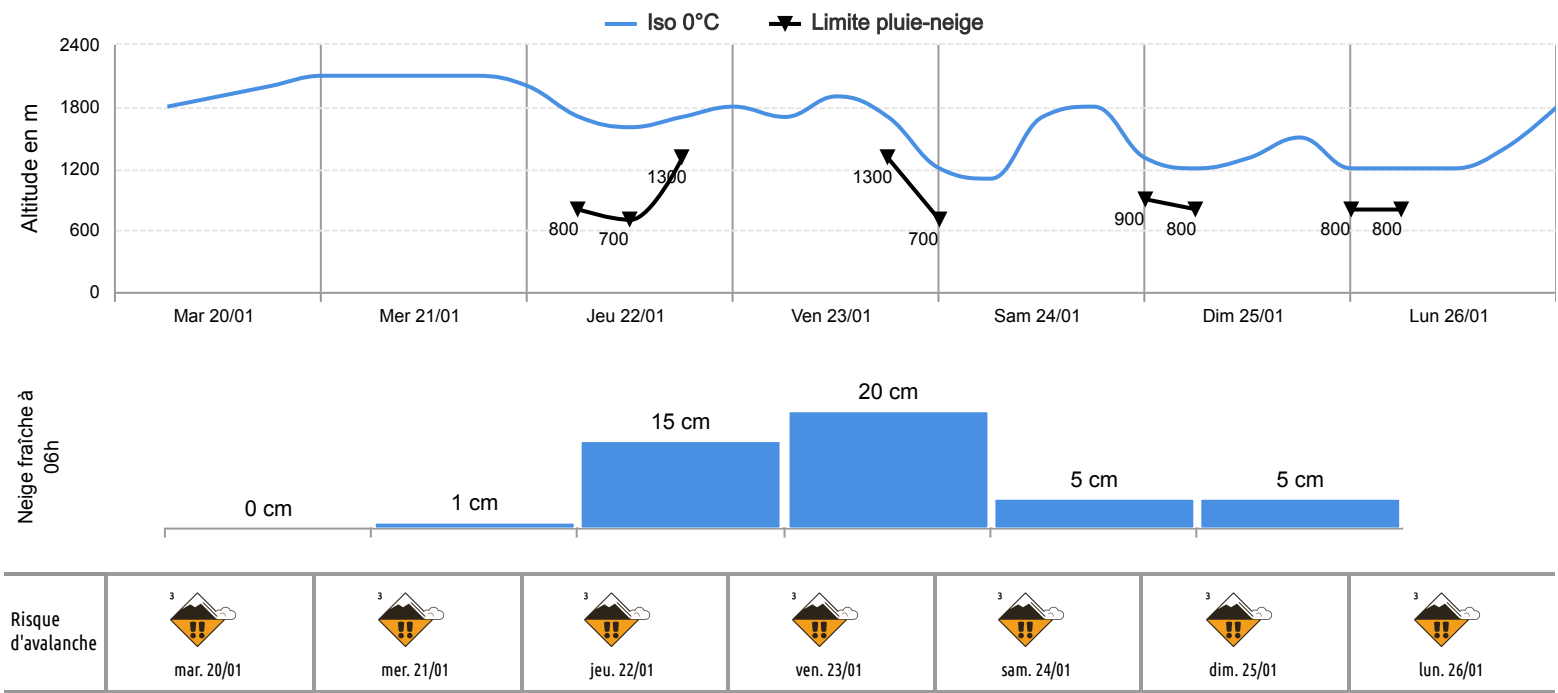 Iso 0°C Limite pluie-neige
Altitude en m
2400
1800
1200
600
0
800
700
1300
1300
700
900
800
800
800
Mar 20/01 Mer 21/01 Jeu 22/01 Ven 23/01 Sam 24/01 Dim 25/01 Lun 26/01
Neige fraîche à
06h
0 cm 1 cm 15 cm 20 cm 5 cm 5 cm
Risque
d'avalanche
3 3 3 3 3 3 3
mar. 20/01 mer. 21/01 jeu. 22/01 ven. 23/01 sam. 24/01 dim. 25/01 lun. 26/01